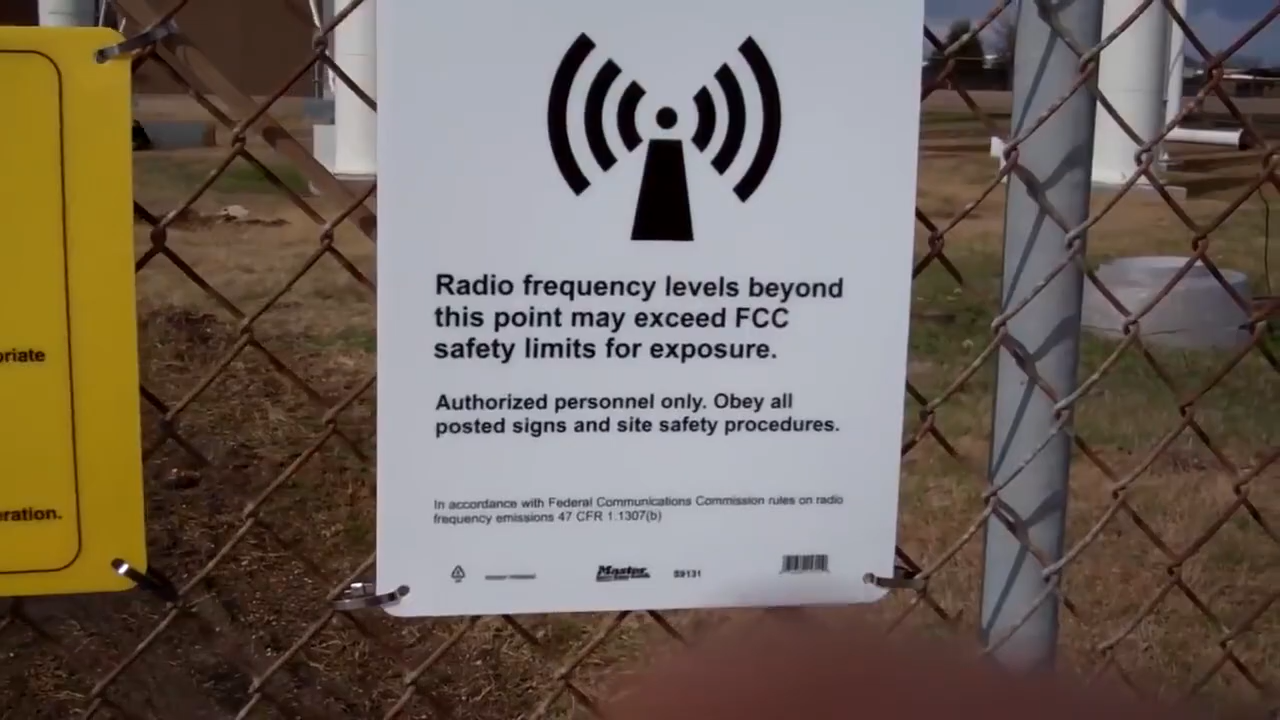 riate
eration.
Radio frequency levels beyond
this point may exceed FCC
safety limits for exposure.
Authorized personnel only. Obey all
posted signs and site safety procedures.
In accordance with Federal Communications Commission rules on radio
frequency emissions 47 CFR 1.1307(b)
Master
S9131